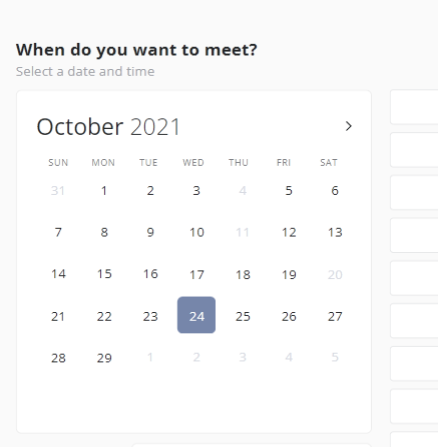 When do you want to meet?
Select a date and time
October 2021
SUN MON TUE WED THU FRI SAT
31 1 2 3 4 5 6
7 8 9 10 11 12 13
14 15 16 17 18 19 20
21 22 23 24 25 26 27
28 29 1 2 3 4 5